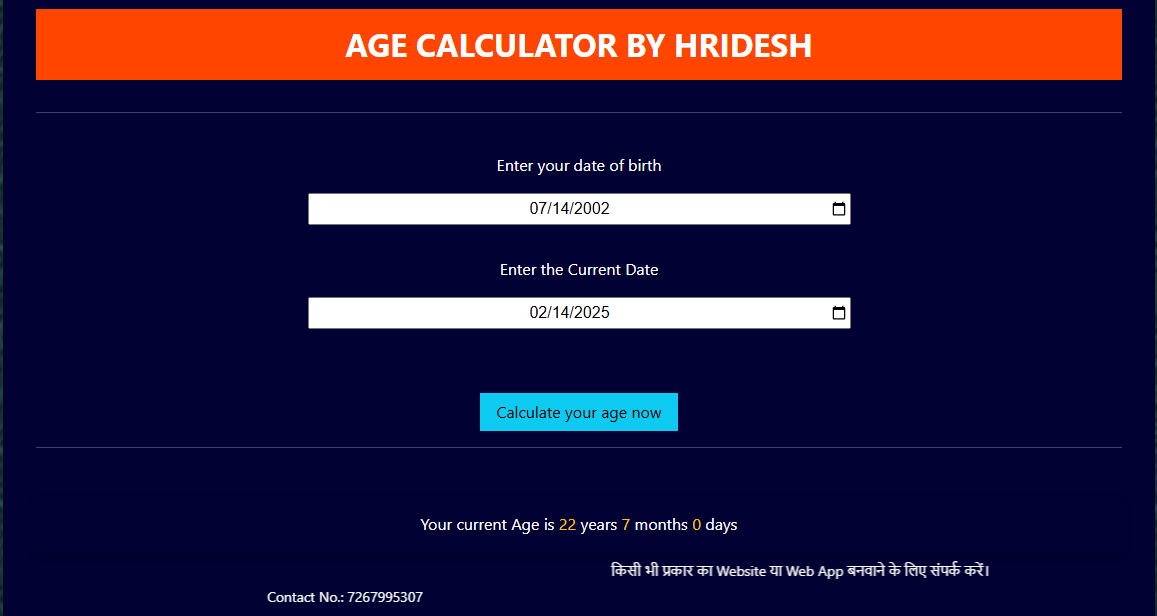 AGE CALCULATOR BY HRIDESH
Enter your date of birth
07/14/2002
Enter the Current Date
02/14/2025
Calculate your age now
Your current Age is 22 years 7 months 0 days
किसी भी प्रकार का Website या Web App बनवाने के लिए संपर्क करें।
Contact No.: 7267995307